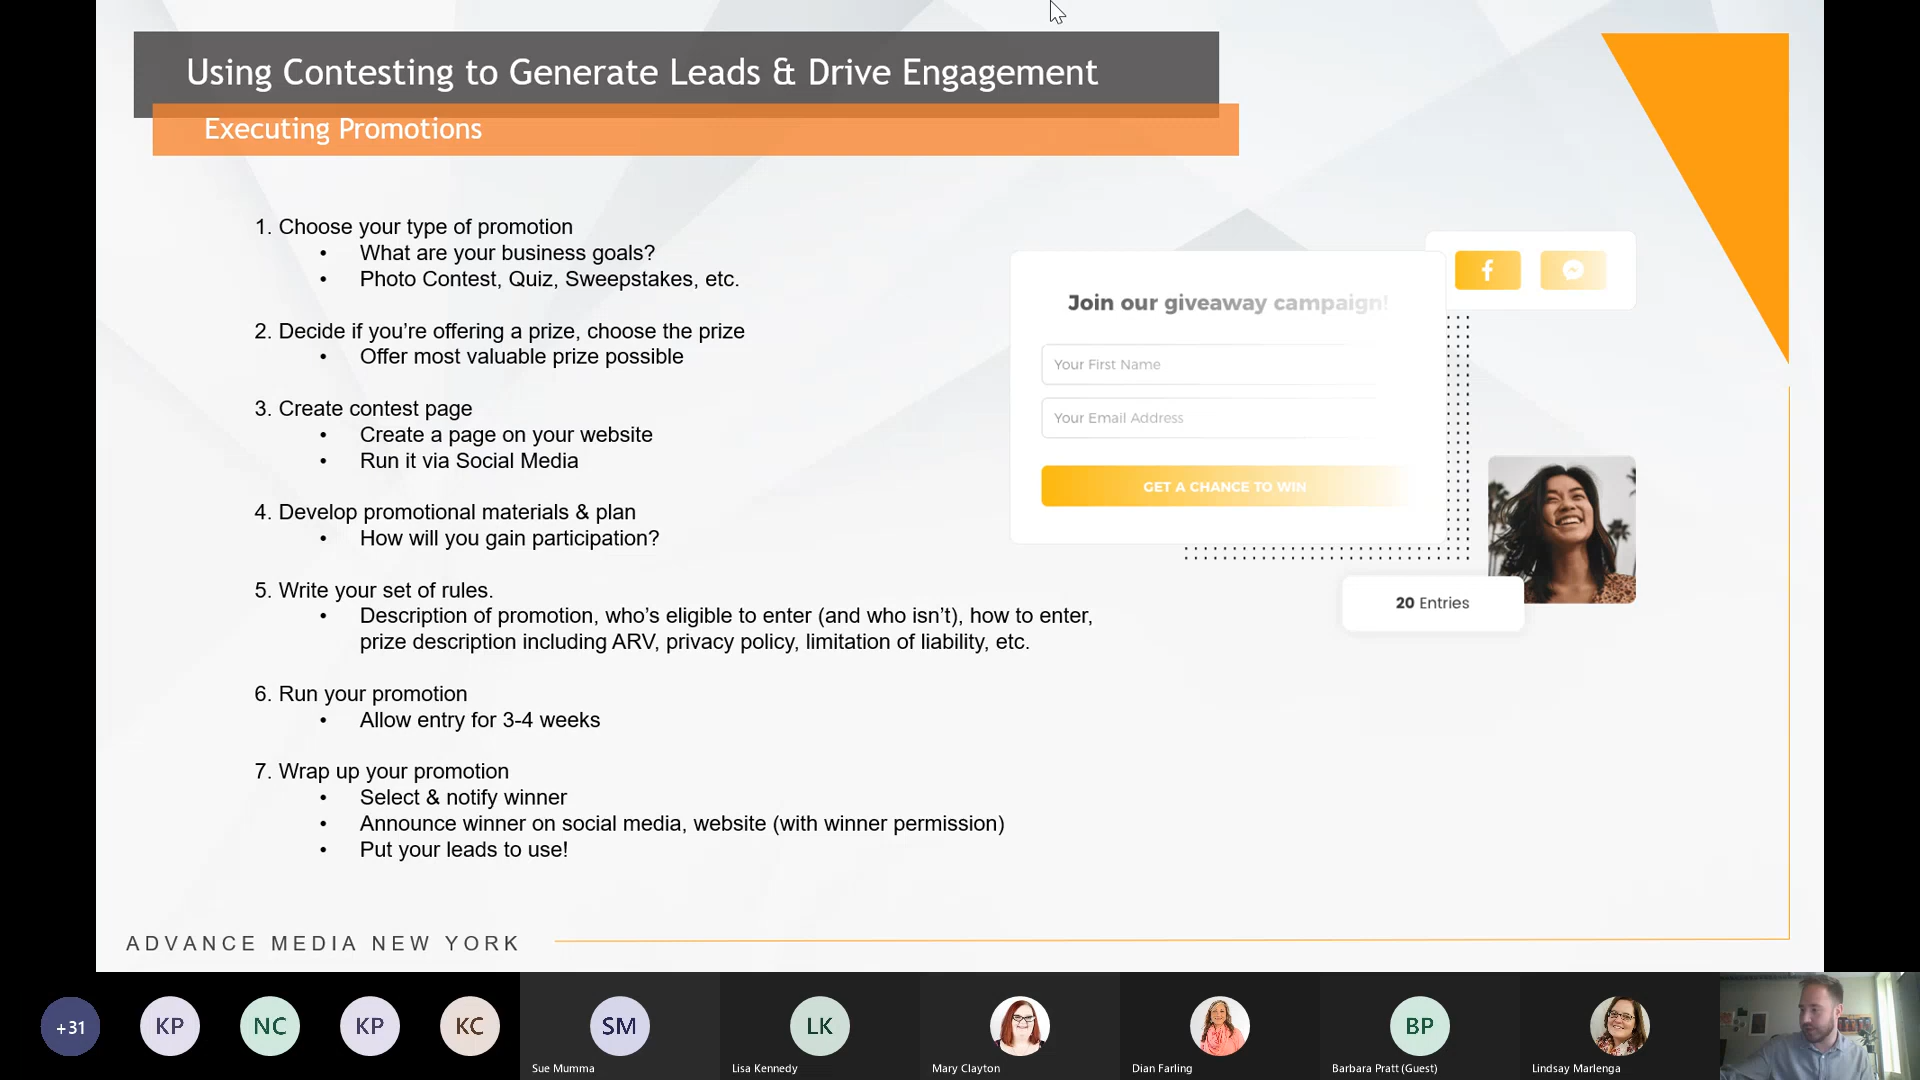 Using Contesting to Generate Leads & Drive Engagement
Executing Promotions
1. Choose your type of promotion
• What are your business goals?
• Photo Contest, Quiz, Sweepstakes, etc.
2. Decide if you're offering a prize, choose the prize
• Offer most valuable prize possible
3. Create contest page
• Create a page on your website
• Run it via Social Media
4. Develop promotional materials & plan
• How will you gain participation?
5. Write your set of rules.
• Description of promotion, who's eligible to enter (and who isn't), how to enter,
prize description including ARV, privacy policy, limitation of liability, etc.
6. Run your promotion
• Allow entry for 3-4 weeks
7. Wrap up your promotion
• Select & notify winner
• Announce winner on social media, website (with winner permission)
• Put your leads to use!
Join our giveaway campaign!
Your First Name
Your Email Address
GET A CHANCE TO WIN
20 Entries
ADVANCE MEDIA NEW YORK
+31
KP
NC
KP
KC
SM
Sue Mumma
LK
Lisa Kennedy
Mary Clayton
Dian Farling
BP
Barbara Pratt (Guest)
Lindsay Marlenga